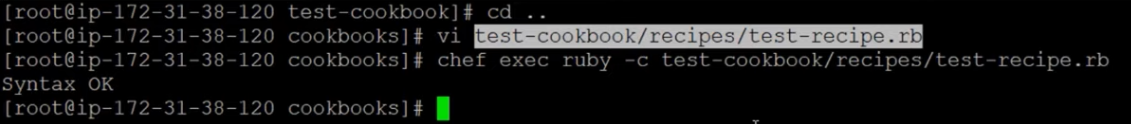 [root@ip-172-31-38-120 test-cookbook]# cd ..
[root@ip-172-31-38-120 cookbooks]# vi test-cookbook/recipes/test-recipe.rb
[root@ip-172-31-38-120 cookbooks]# chef exec ruby -c test-cookbook/recipes/test-recipe.rb
Syntax OK
[root@ip-172-31-38-120 cookbooks]#